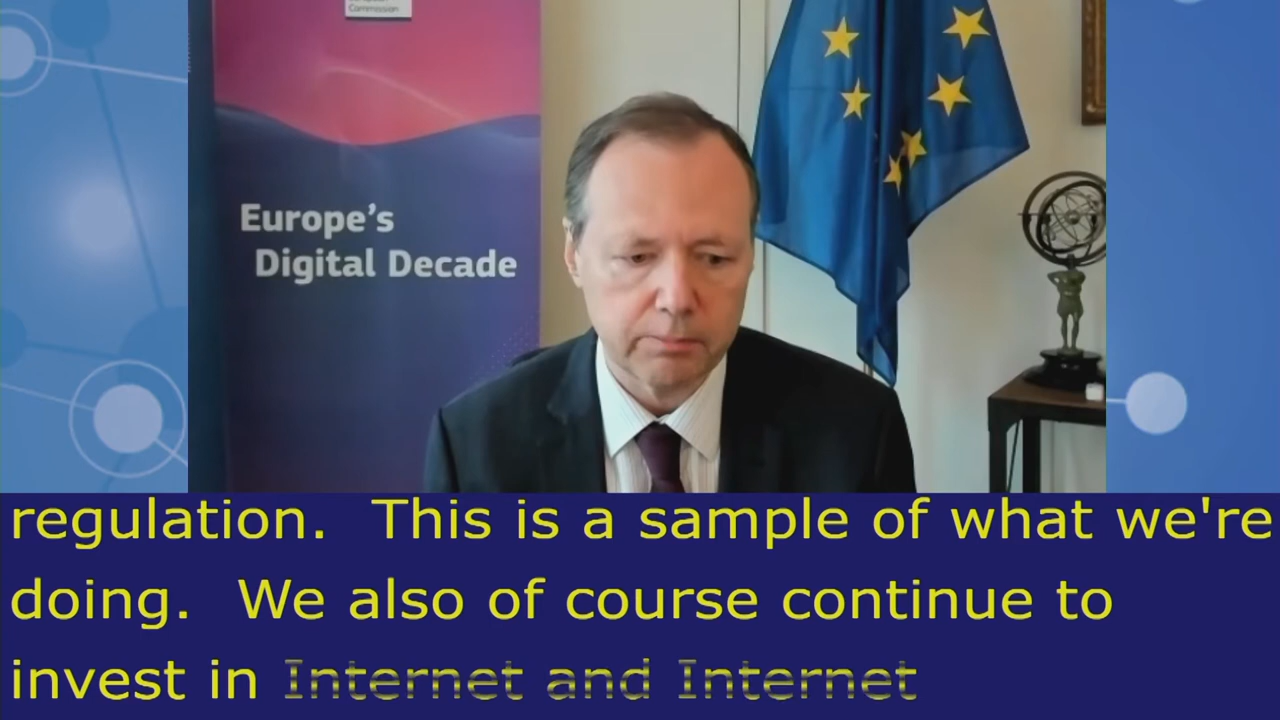 Commission
Europe's
Digital Decade
regulation.  This is a sample of what we're
doing.  We also of course continue to
invest in Internet and Internet